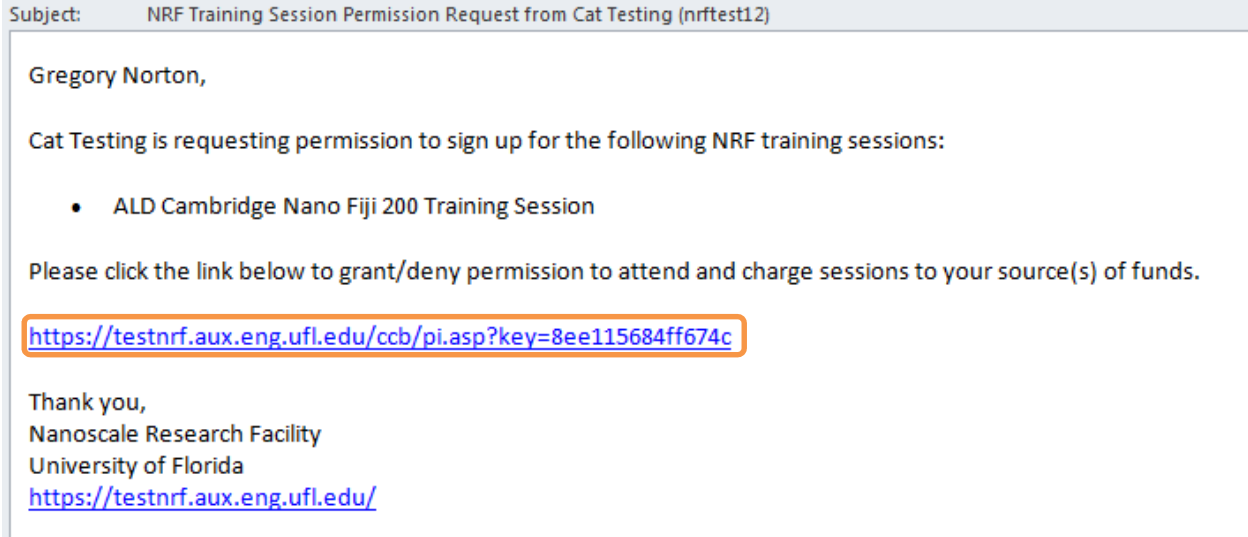 Subject: NRF Training Session Permission Request from Cat Testing (nrftest12)
Gregory Norton,
Cat Testing is requesting permission to sign up for the following NRF training sessions:
• ALD Cambridge Nano Fiji 200 Training Session
Please click the link below to grant/deny permission to attend and charge sessions to your source(s) of funds.
https://testnrf.aux.eng.ufl.edu/ccb/pi.asp?key=8ee115684ff674c
Thank you,
Nanoscale Research Facility
University of Florida
https://testnrf.aux.eng.ufl.edu/